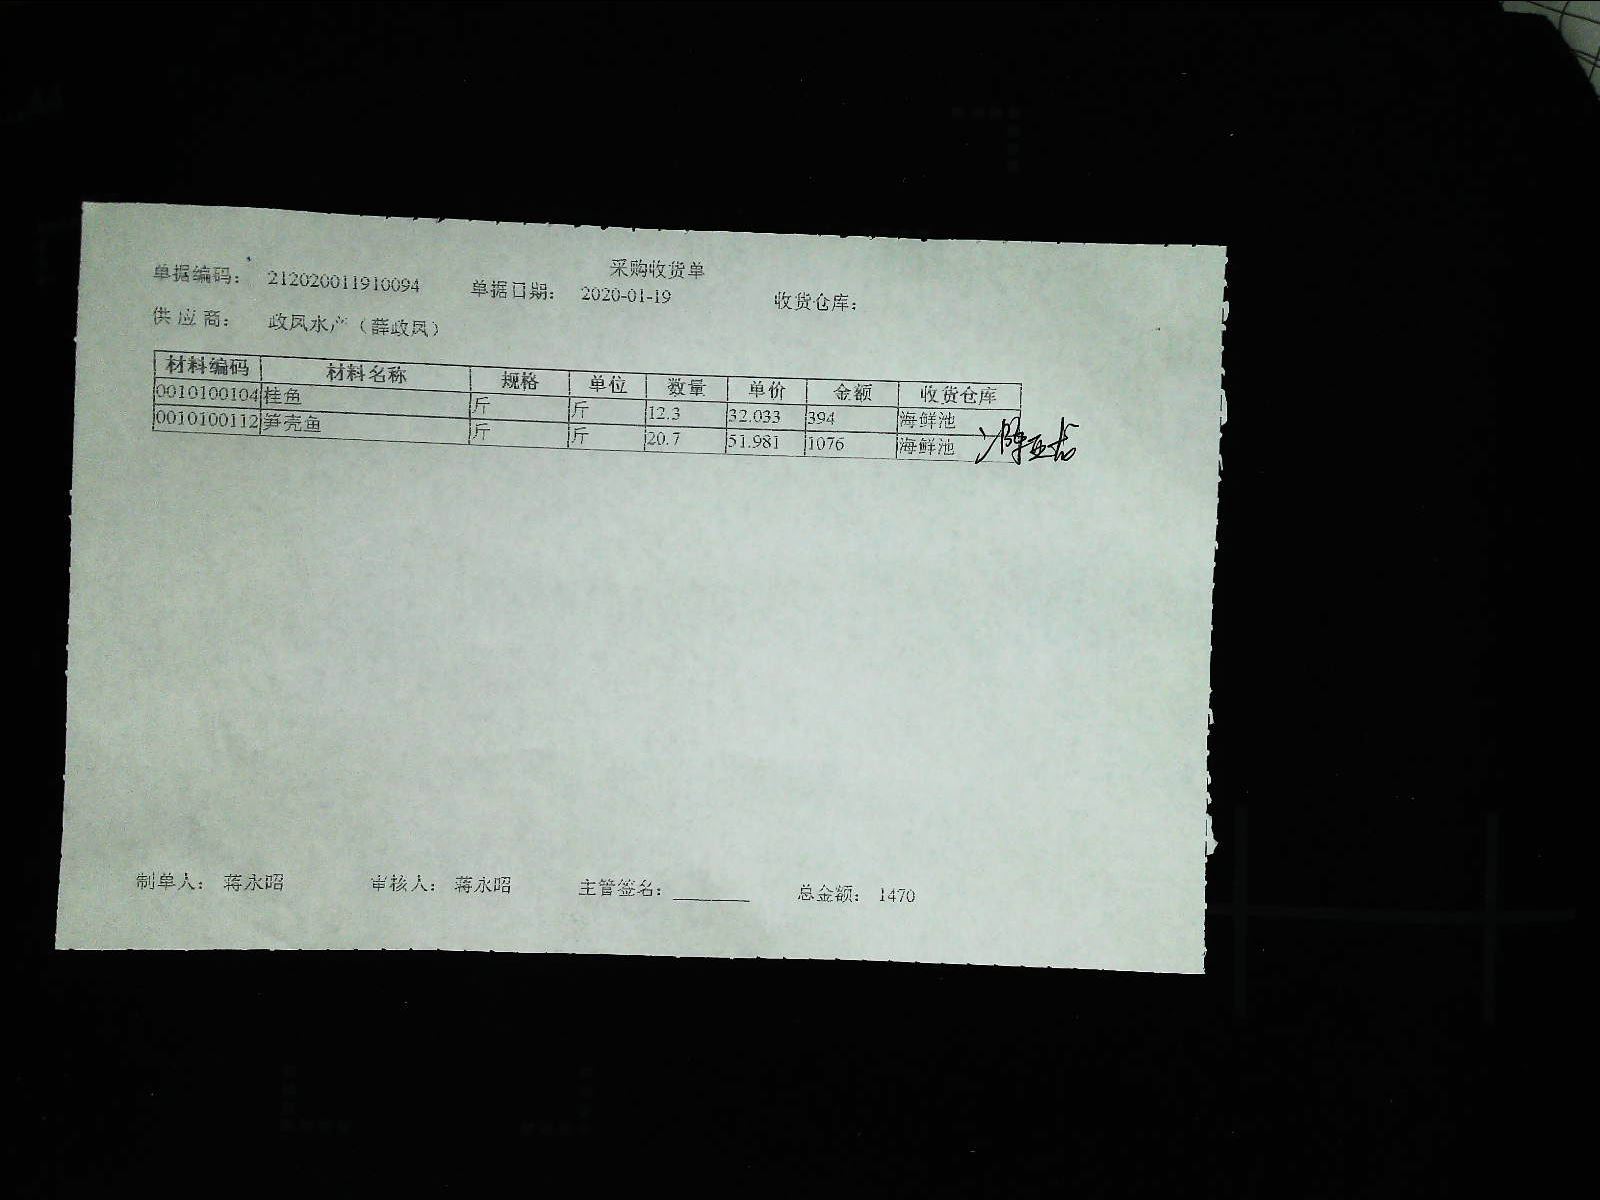 采购收货单
单据编码： 212020011910094 单据日期： 2020-01-19 收货仓库：
供 应 商： 政凤水产（薛政凤）
材料编码 材料名称 规格 单位 数量 单价 金额 收货仓库
0010100104 桂鱼 斤 斤 12.3 32.033 394 海鲜池
0010100112 笋壳鱼 斤 斤 20.7 51.981 1076 海鲜池
制单人： 蒋永昭 审核人： 蒋永昭 主管签名： 总金额： 1470